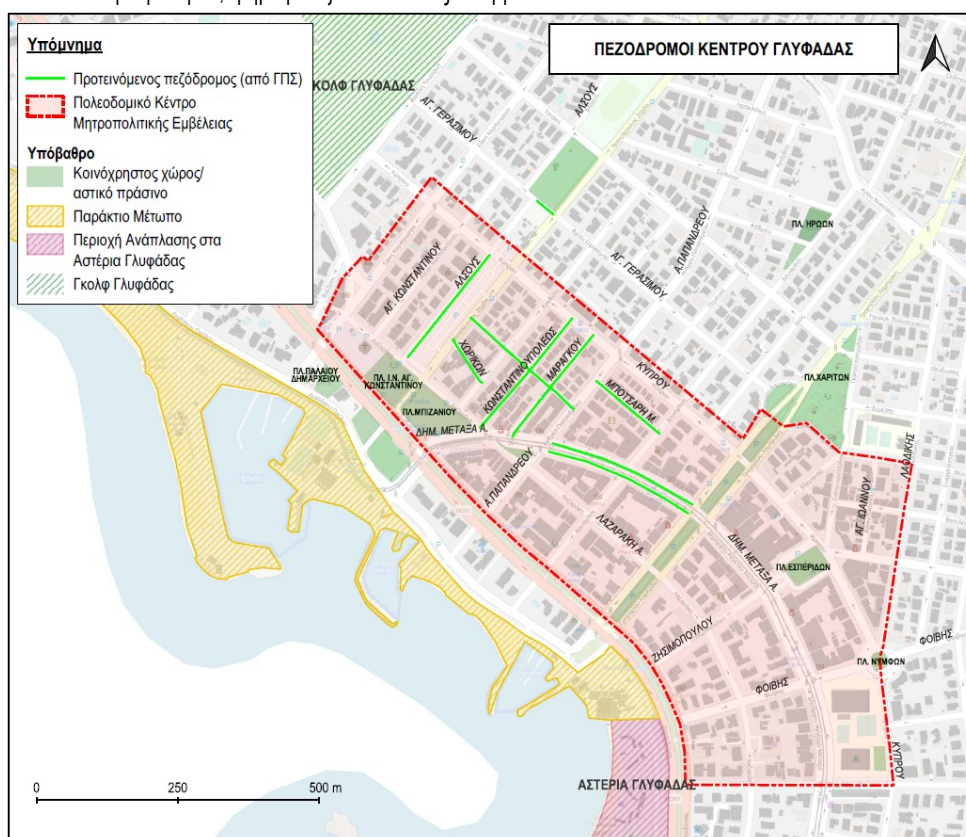 ΠΕΖΟΔΡΟΜΟΙ ΚΕΝΤΡΟΥ ΓΛΥΦΑΔΑΣ
Υπόμνημα
Προτεινόμενος πεζόδρομος (από ΓΠΣ)
Πολεοδομικό Κέντρο
Μητροπολιτικής Εμβέλειας
Υπόβαθρο
Κοινόχρηστος χώρος/
αστικό πράσινο
Παράκτιο Μέτωπο
Περιοχή Ανάπλασης στα
Αστέρια Γλυφάδας
Γκολφ Γλυφάδας
ΚΟΛΦ ΓΛΥΦΑΔΑΣ
ΑΓ. ΓΕΡΑΣΙΜΟΥ
ΑΛΣΟΥΣ
Α.ΠΑΠΑΝΔΡΕΟΥ
ΠΛ. ΗΡΩΩΝ
ΑΓ. ΓΕΡΑΣΙΜΟΥ
ΑΓ. ΚΩΝΣΤΑΝΤΙΝΟΥ
ΑΛΣΟΥΣ
ΧΩΡΙΚΩΝ
ΚΩΝΣΤΑΝΤΙΝΟΥΠΟΛΕΩΣ
ΜΑΡΑΓΚΟΥ
ΚΥΠΡΟΥ
ΜΠΟΤΣΑΡΗ Μ.
ΠΛ.ΠΑΛΑΙΟΥ
ΔΗΜΑΡΧΕΙΟΥ
ΠΛ. Ι.Ν. ΑΓ.
ΚΩΝΣΤΑΝΤΙΝΟΥ
ΠΛ.ΜΠΙΖΑΝΙΟΥ
ΔΗΜ. ΜΕΤΑΞΑ Α.
ΠΛ.ΧΑΡΙΤΩΝ
ΛΑΟΔΙΚΗΣ
Α.ΠΑΠΑΝΔΡΕΟΥ
ΛΑΖΑΡΑΚΗ Α.
ΔΗΜ. ΜΕΤΑΞΑ Α.
ΑΓ. ΙΩΑΝΝΟΥ
ΠΛ.ΕΣΠΕΡΙΔΩΝ
ΖΗΣΙΜΟΠΟΥΛΟΥ
ΦΟΙΒΗΣ
ΦΟΙΒΗΣ
ΠΛ. ΝΥΜΦΩΝ
ΚΥΠΡΟΥ
ΑΣΤΕΡΙΑ ΓΛΥΦΑΔΑΣ
0 250 500 m